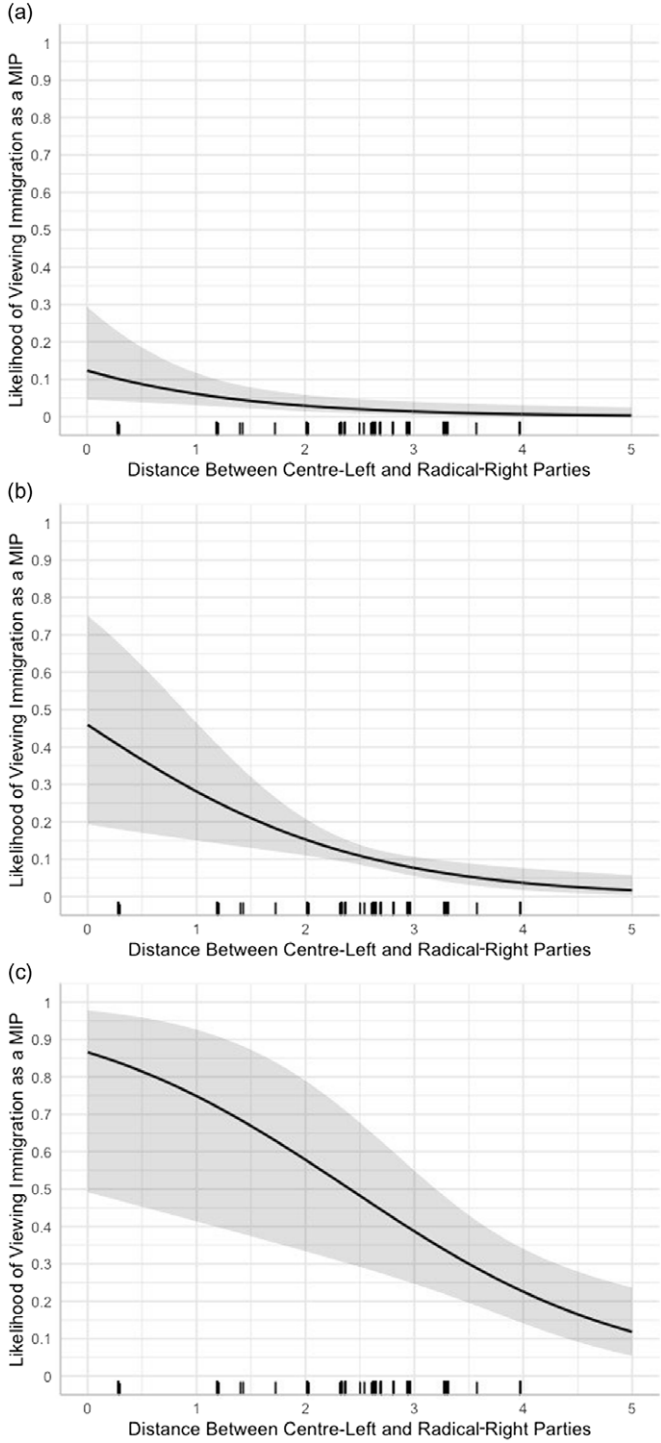 (a)
Likelihood of Viewing Immigration as a MIP
1
0.9
0.8
0.7
0.6
0.5
0.4
0.3
0.2
0.1
0
0 1 2 3 4 5
Distance Between Centre-Left and Radical-Right Parties
(b)
Likelihood of Viewing Immigration as a MIP
1
0.9
0.8
0.7
0.6
0.5
0.4
0.3
0.2
0.1
0
0 1 2 3 4 5
Distance Between Centre-Left and Radical-Right Parties
(c)
Likelihood of Viewing Immigration as a MIP
1
0.9
0.8
0.7
0.6
0.5
0.4
0.3
0.2
0.1
0
0 1 2 3 4 5
Distance Between Centre-Left and Radical-Right Parties